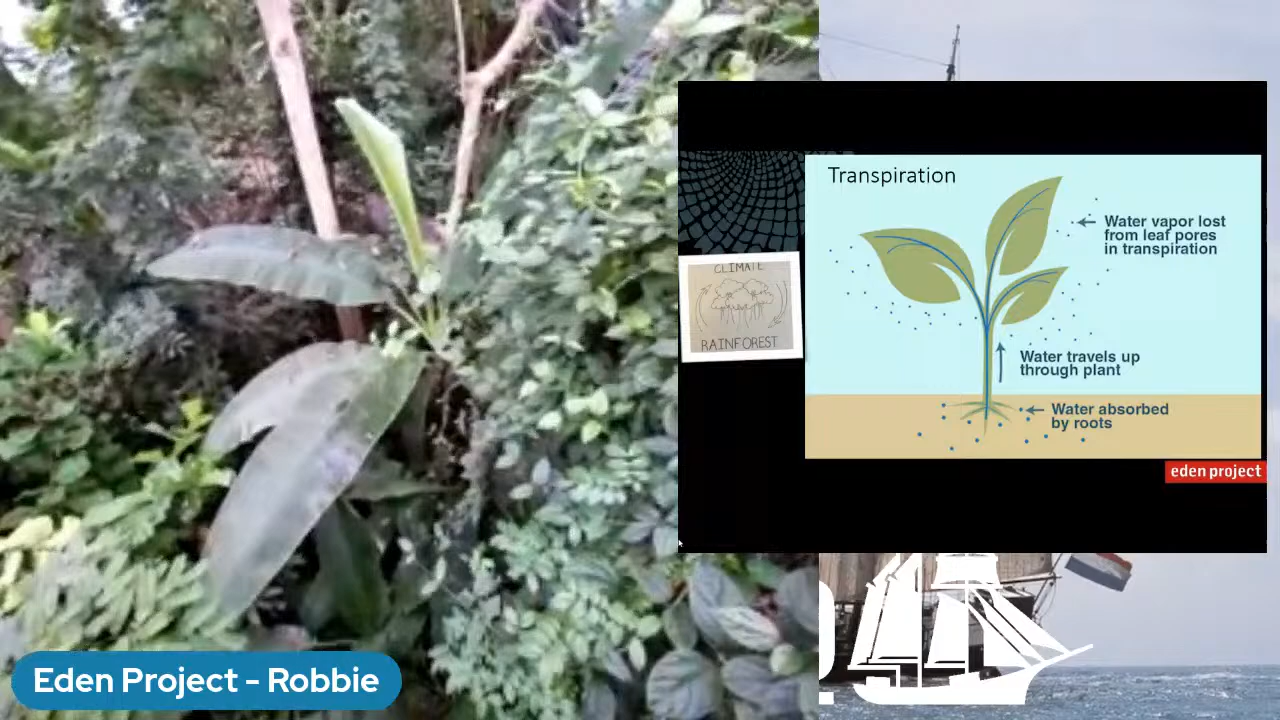 Transpiration
Water vapor lost
from leaf pores
in transpiration
Water travels up
through plant
Water absorbed
by roots
CLIMATE
RAINFOREST
eden project
Eden Project - Robbie